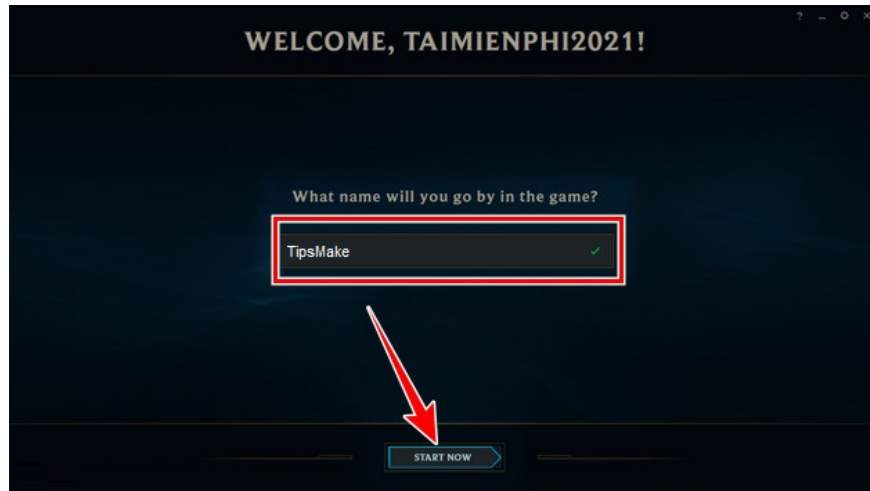 WELCOME, TAIMIENPHI2021!
What name will you go by in the game?
TipsMake
START NOW